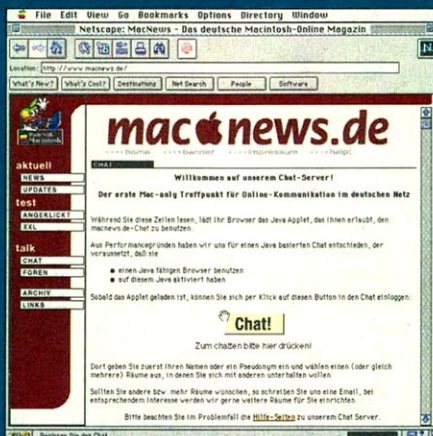 File Edit View Go Bookmarks Options Directory Window
Netscape: MacNews - Das deutsche Macintosh-Online Magazin
Location: http://www.macnews.de/
What's New? What's Cool? Destinations Net Search People Software
macnews.de
home banner impressum help!
CHAT
aktuell
NEWS
UPDATES
test
ANGEKLICKT
XXL
talk
CHAT
FOREN
ARCHIV
LINKS
Willkommen auf unserem Chat-Server!
Der erste Mac-only Treffpunkt für Online-Kommunikation im deutschen Netz
Während Sie diese Zeilen lesen, lädt Ihr Browser das Java Applet, das Ihnen erlaubt, den
macnews.de-Chat zu benutzen.
Aus Performancegründen haben wir uns für einen Java basierten Chat entschieden, der
voraussetzt, daß sie
einen Java fähigen Browser benutzen
auf diesem Java aktiviert haben
Sobald das Applet geladen ist, können Sie sich per Klick auf diesen Button in den Chat einloggen:
Chat!
Zum chatten bitte hier drücken!
Dort geben Sie zuerst Ihren Namen oder ein Pseudonym ein und wählen einen (oder gleich
mehrere) Räume aus, in denen Sie sich mit anderen unterhalten wollen.
Sollten Sie andere bzw. mehr Räume wünschen, so schreiben Sie uns eine Email, bei
entsprechendem Interesse werden wir gerne weitere Räume für Sie einrichten.
Bitte beachten Sie im Problemfall die Hilfe-Seiten zu unserem Chat Server.